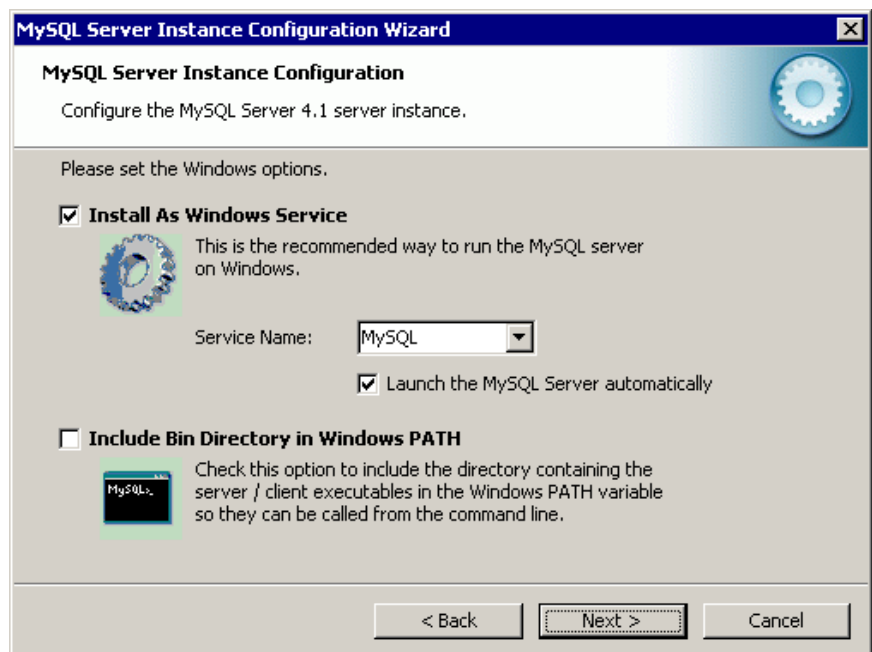 MySQL Server Instance Configuration Wizard
MySQL Server Instance Configuration
Configure the MySQL Server 4.1 server instance.
Please set the Windows options.
Install As Windows Service
This is the recommended way to run the MySQL server
on Windows.
Service Name:
MySQL
Launch the MySQL Server automatically
Include Bin Directory in Windows PATH
MySQL>_
Check this option to include the directory containing the
server / client executables in the Windows PATH variable
so they can be called from the command line.
< Back
Next >
Cancel